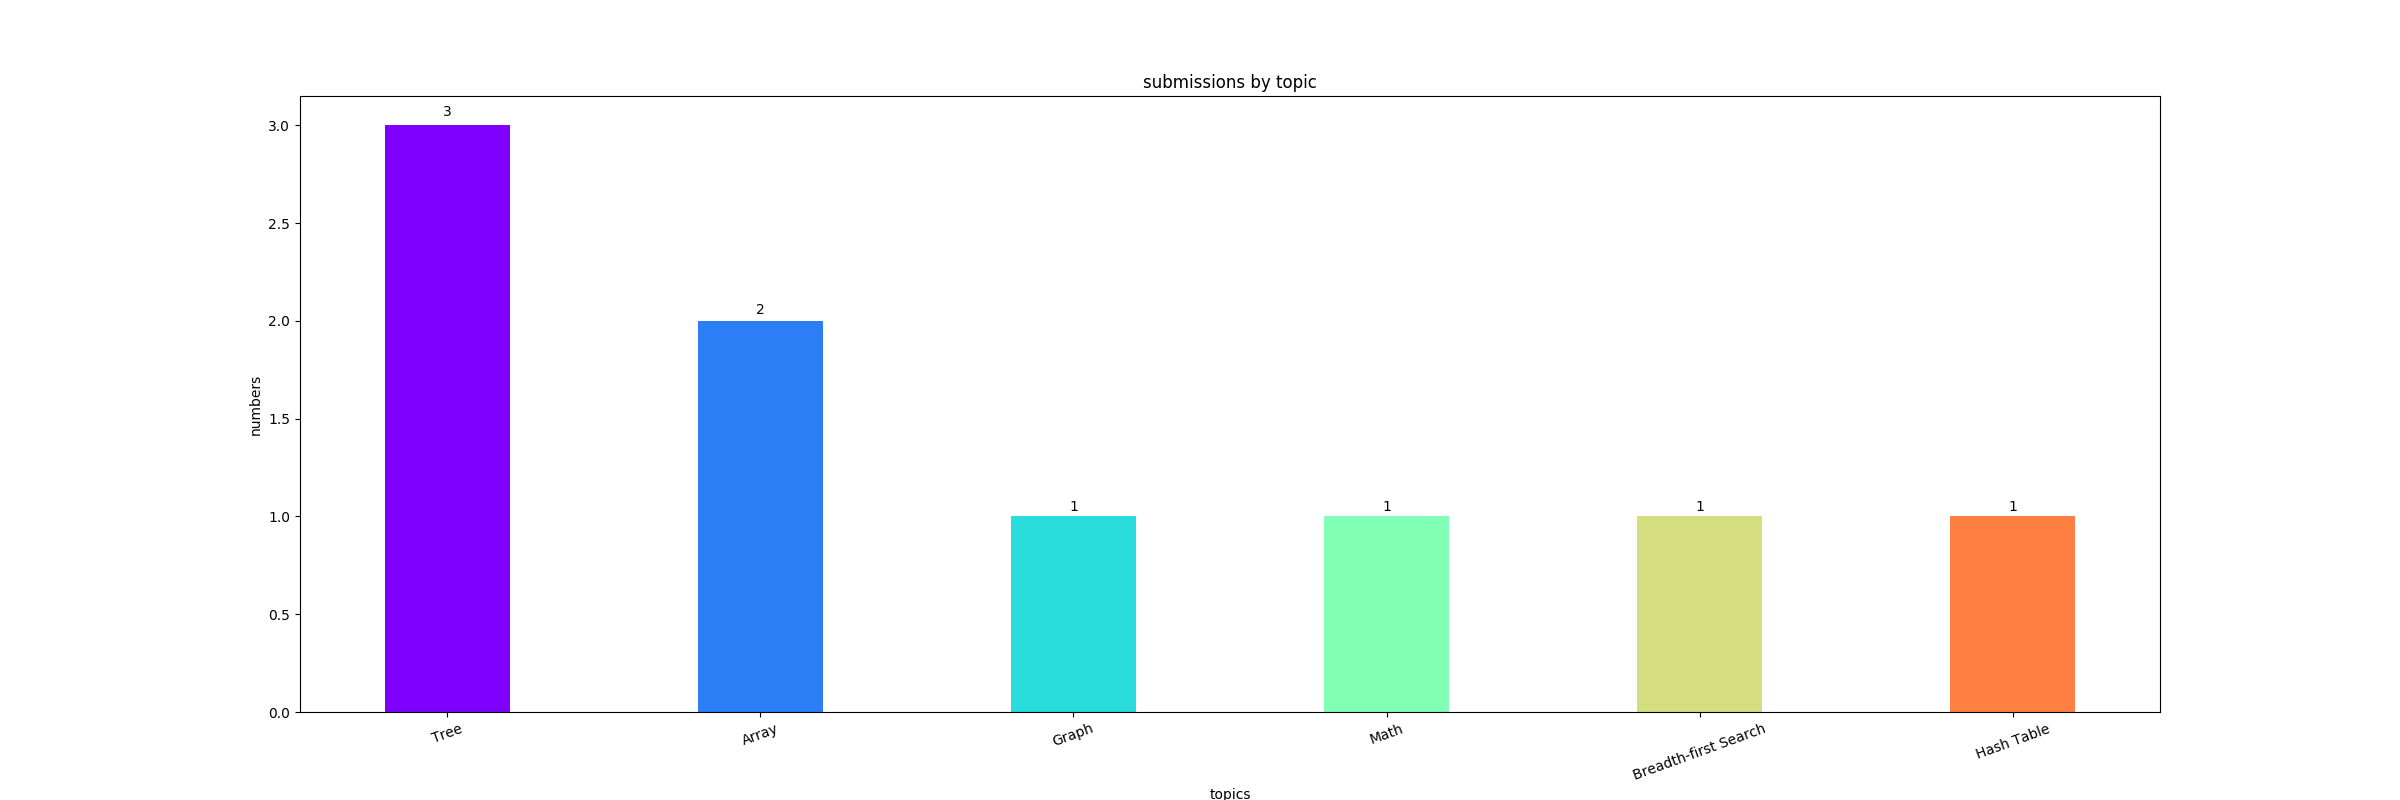 submissions by topic
3
3.0
2.5
2
2.0
numbers
1.5
1 1 1 1
1.0
0.5
0.0
Tree Array Graph Math Breadth-first Search Hash Table
topics